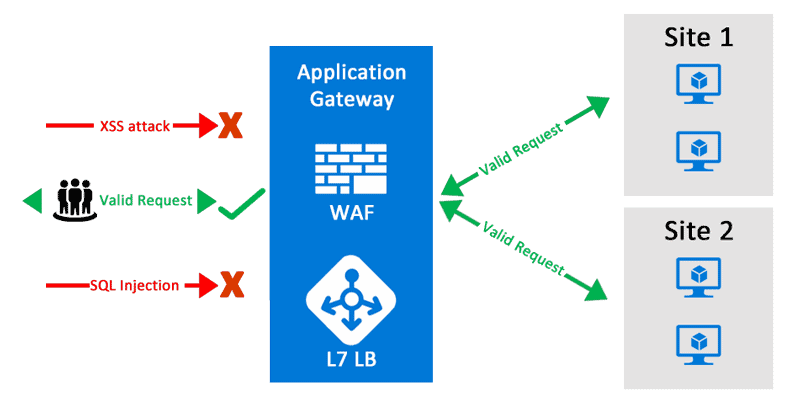 Application
Gateway
XSS attack
X
Valid Request
SQL Injection
X
WAF
L7 LB
Valid Request
Valid Request
Site 1
Site 2